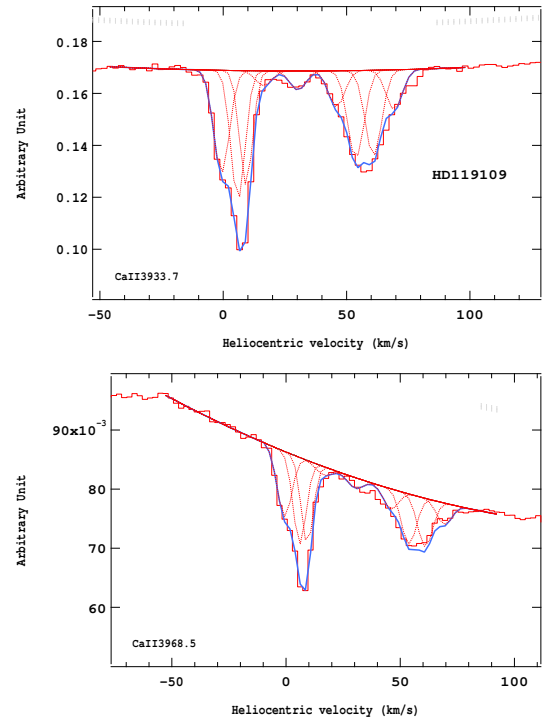 0.18
0.16
0.14
0.12
0.10
Arbitrary Unit
HD119109
CaII3933.7
−50
0
50
100
Heliocentric velocity (km/s)
90x10⁻³
80
70
60
Arbitrary Unit
CaII3968.5
−50
0
50
100
Heliocentric velocity (km/s)